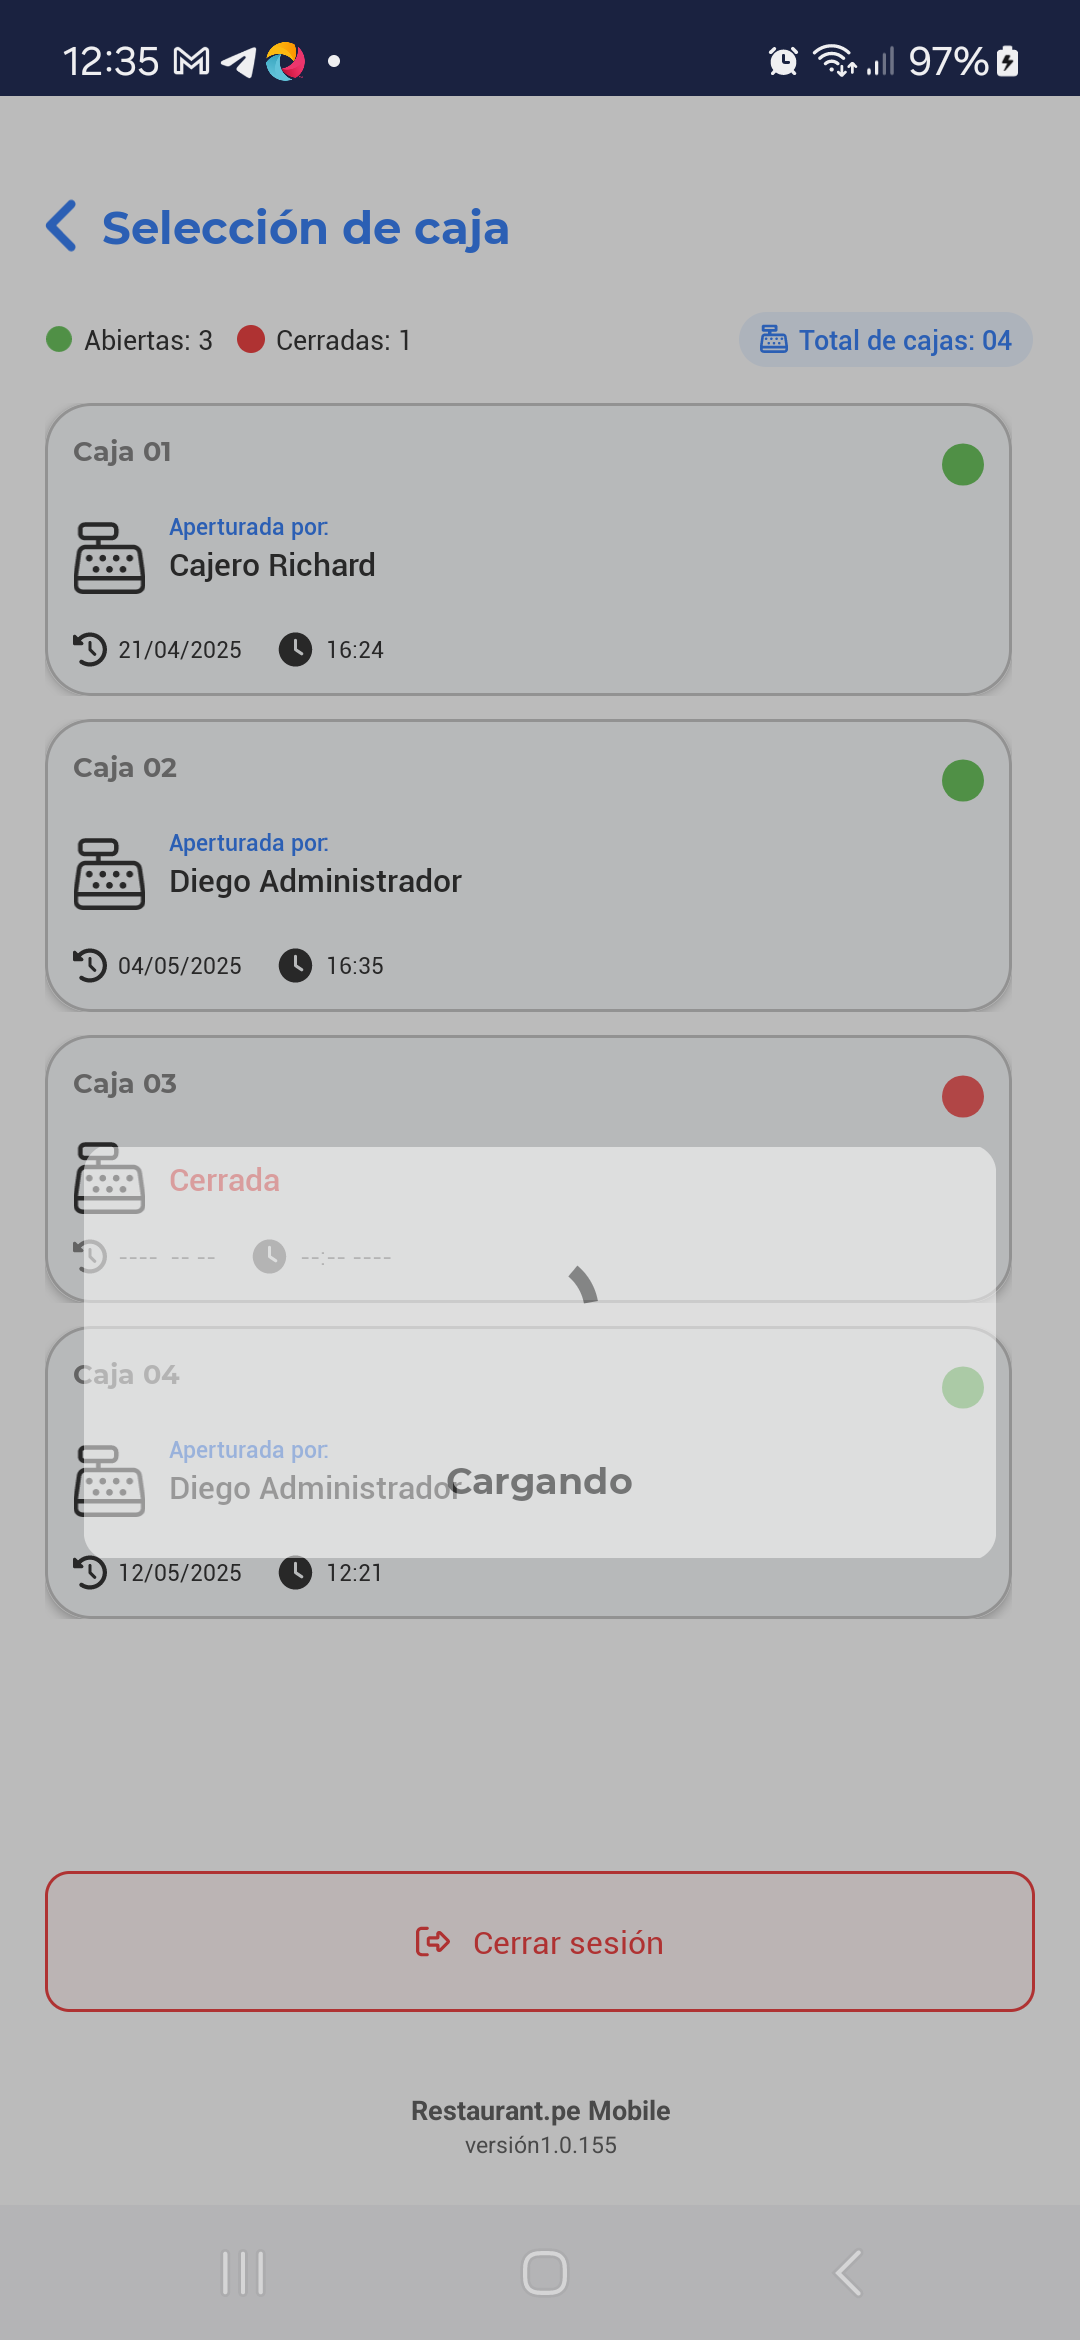 12:35 97%
Selección de caja
Abiertas: 3 Cerradas: 1 Total de cajas: 04
Caja 01
Aperturada por:
Cajero Richard
21/04/2025 16:24
Caja 02
Aperturada por:
Diego Administrador
04/05/2025 16:35
Caja 03
Cerrada
---- -- -- --:-- ----
Caja 04
Aperturada por:
Diego Administrador
Cargando
12/05/2025 12:21
Cerrar sesión
Restaurant.pe Mobile
versión1.0.155